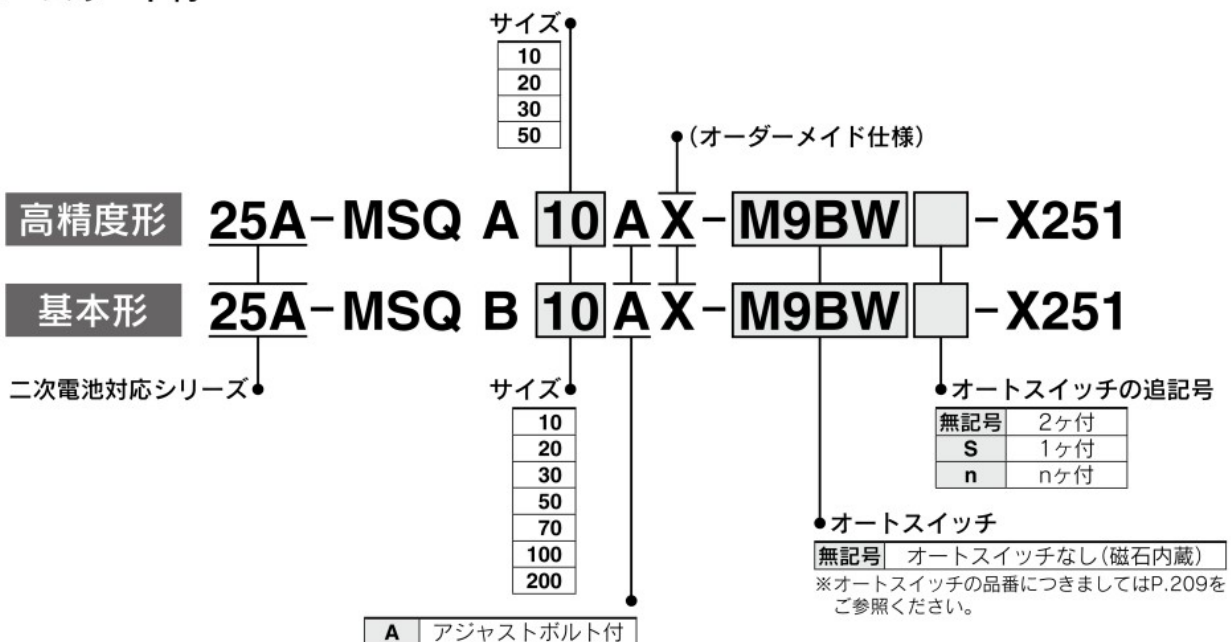 サイズ
10
20
30
50
(オーダーメイド仕様)
高精度形 25A-MSQ A 10 A X-M9BW -X251
基本形 25A-MSQ B 10 A X-M9BW -X251
二次電池対応シリーズ
サイズ
10
20
30
50
70
100
200
A アジャストボルト付
オートスイッチの追記号
無記号 2ヶ付
S 1ヶ付
n nヶ付
オートスイッチ
無記号 オートスイッチなし(磁石内蔵)
※オートスイッチの品番につきましてはP.209を
ご参照ください。